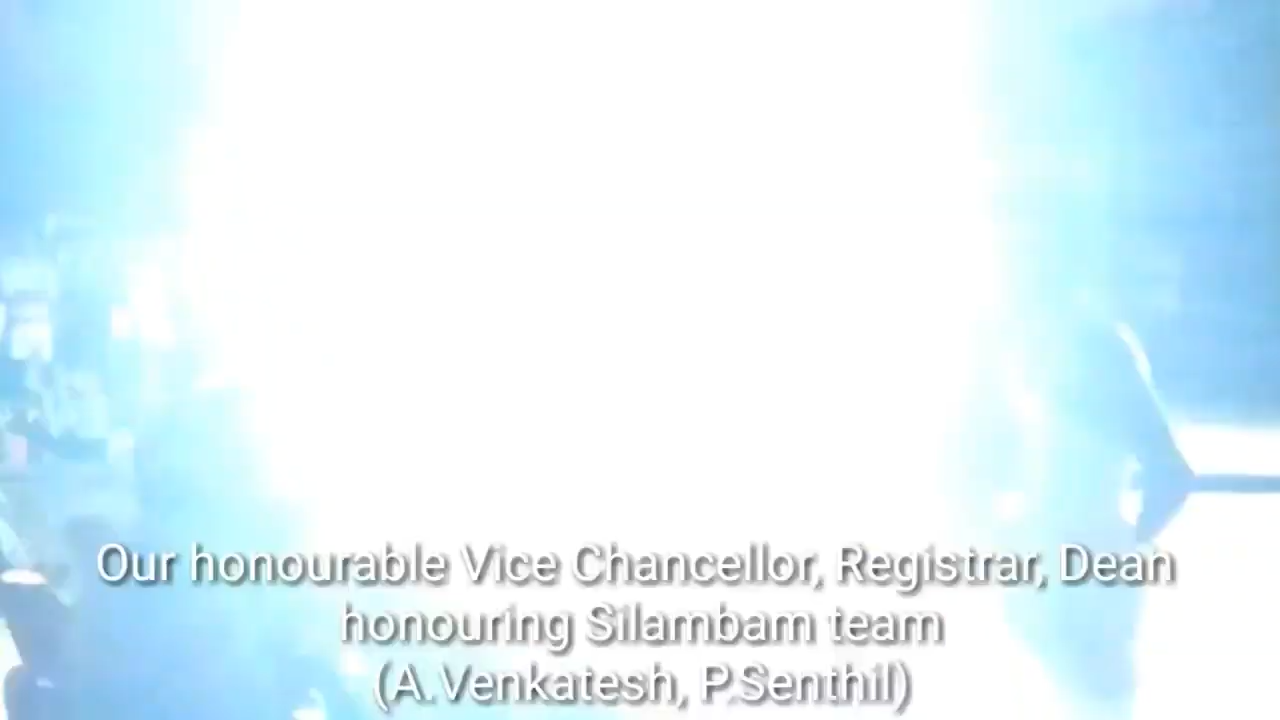 Our honourable Vice Chancellor, Registrar, Dean
honouring Silambam team
(A.Venkatesh, P.Senthil)